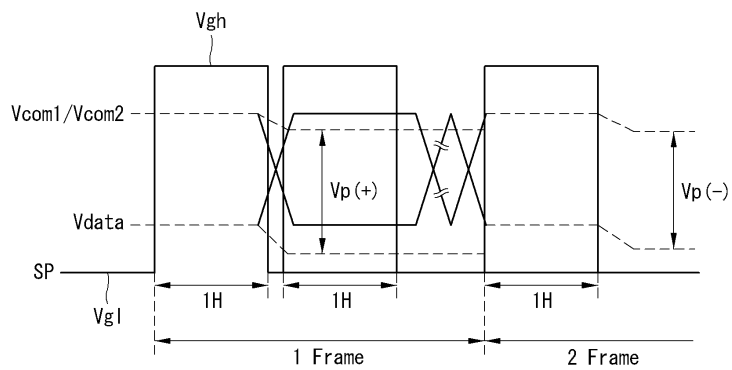 Vgh
Vcom1/Vcom2
Vp(+)
Vp(-)
Vdata
SP
Vgl
1H
1H
1H
1 Frame
2 Frame